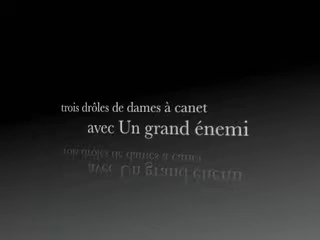 trois drôles de dames à canet
avec Un grand énemi